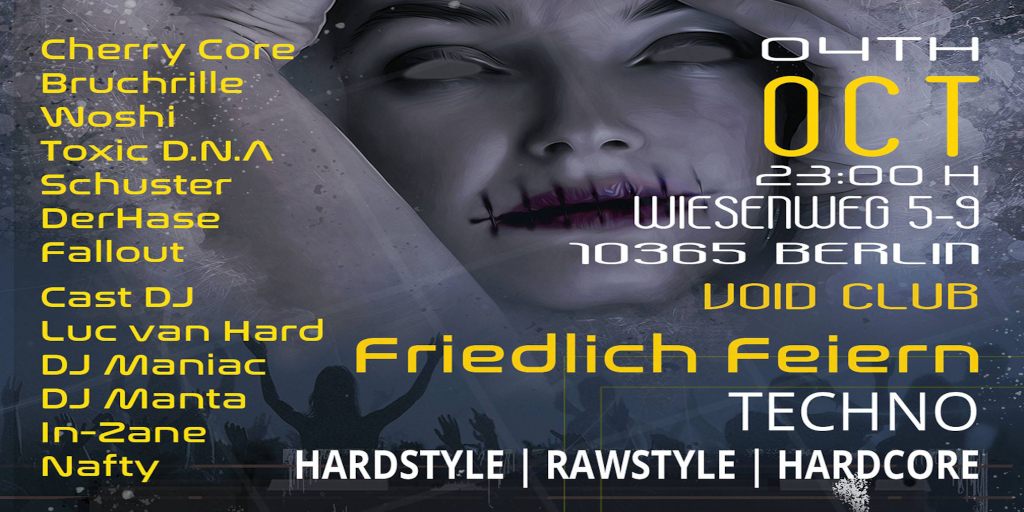 Cherry Core
Bruchrille
Woshi
Toxic D.N.A
Schuster
DerHase
Fallout
Cast DJ
Luc van Hard
DJ Maniac
DJ Manta
In-Zane
Nafty
04TH
OCT
23:00 H
WIESENWEG 5-9
10365 BERLIN
VOID CLUB
Friedlich Feiern
TECHNO
HARDSTYLE | RAWSTYLE | HARDCORE